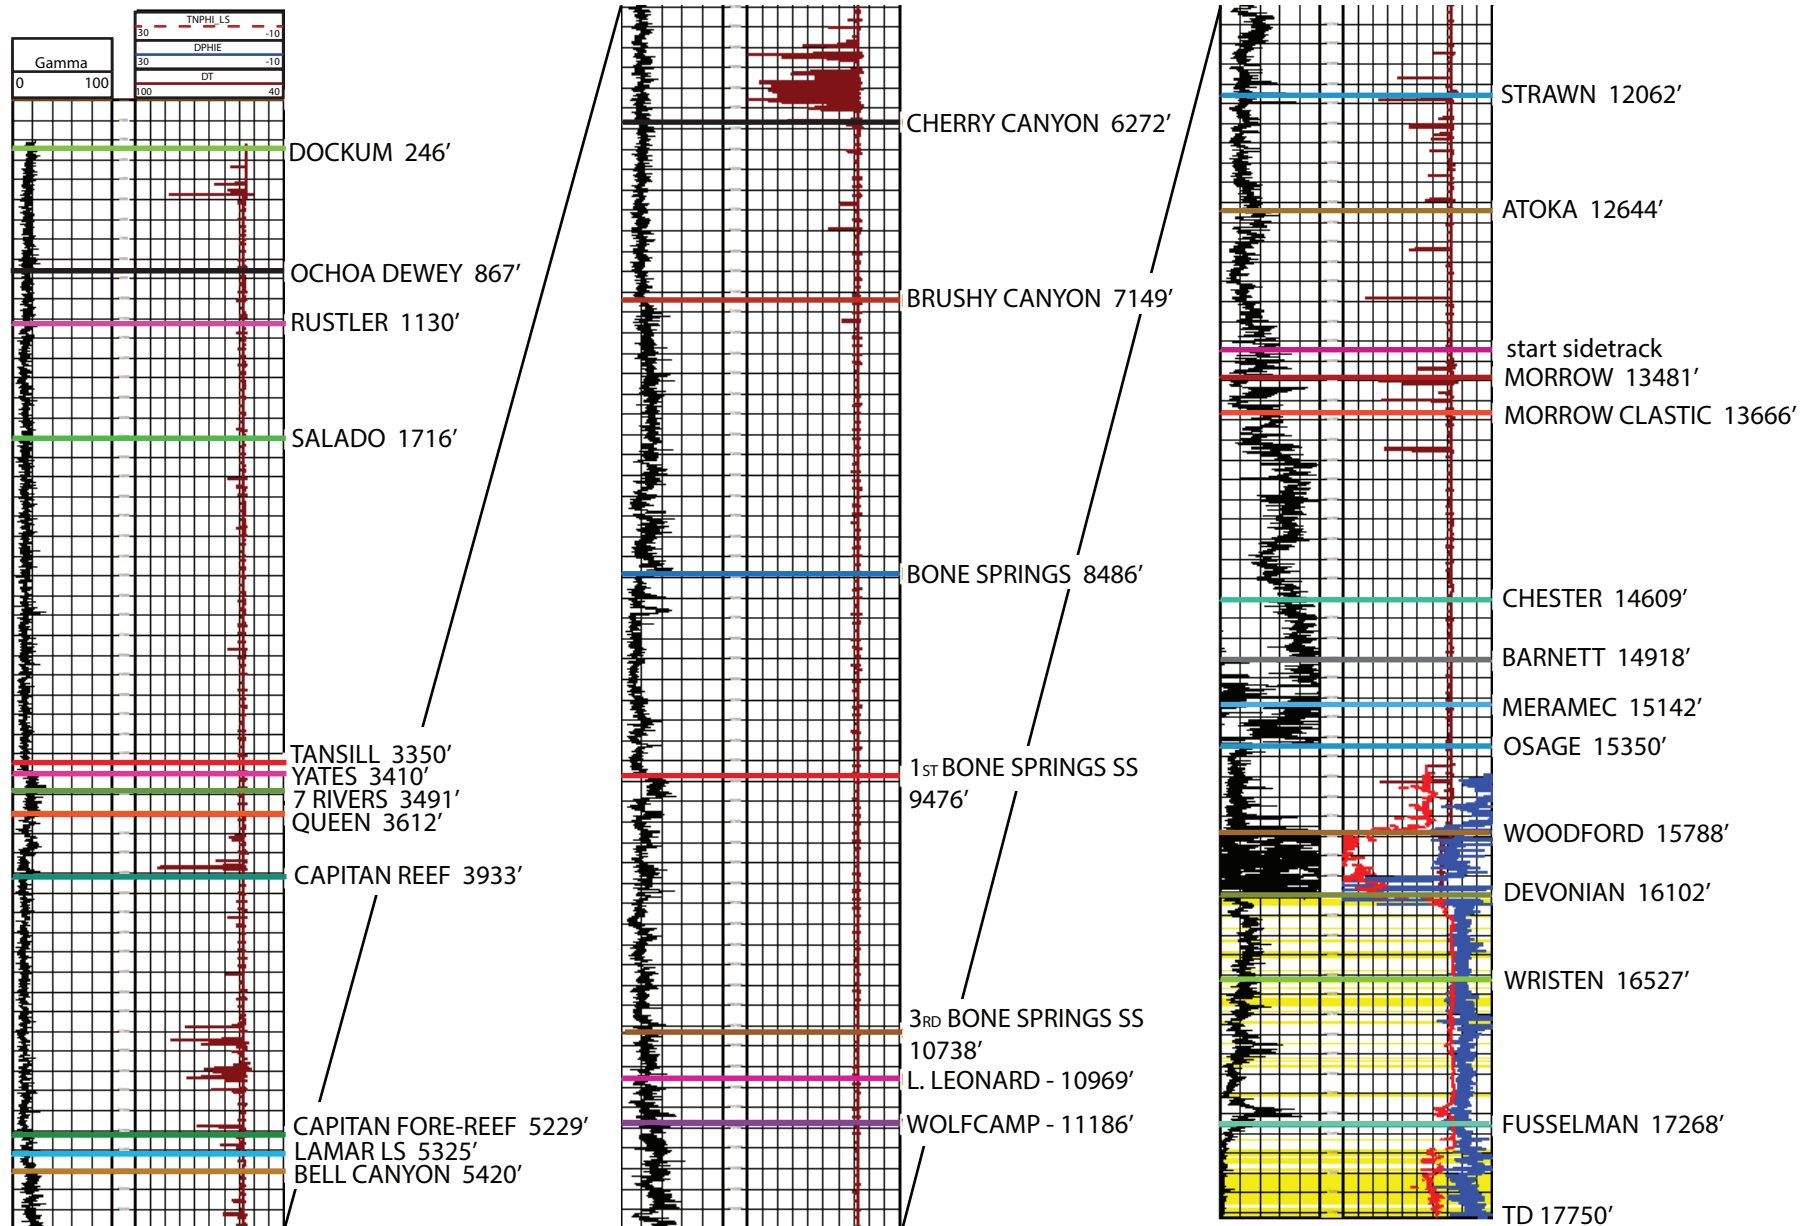 TNPHI_LS
30 -10
DPHIE
30 -10
DT
100 40
Gamma
0 100
DOCKUM 246’
OCHOA DEWEY 867’
RUSTLER 1130’
SALADO 1716’
TANSILL 3350’
YATES 3410’
7 RIVERS 3491’
QUEEN 3612’
CAPITAN REEF 3933’
CAPITAN FORE-REEF 5229’
LAMAR LS 5325’
BELL CANYON 5420’
CHERRY CANYON 6272’
BRUSHY CANYON 7149’
BONE SPRINGS 8486’
1ST BONE SPRINGS SS
9476’
3RD BONE SPRINGS SS
10738’
L. LEONARD - 10969’
WOLFCAMP - 11186’
STRAWN 12062’
ATOKA 12644’
start sidetrack
MORROW 13481’
MORROW CLASTIC 13666’
CHESTER 14609’
BARNETT 14918’
MERAMEC 15142’
OSAGE 15350’
WOODFORD 15788’
DEVONIAN 16102’
WRISTEN 16527’
FUSSELMAN 17268’
TD 17750’